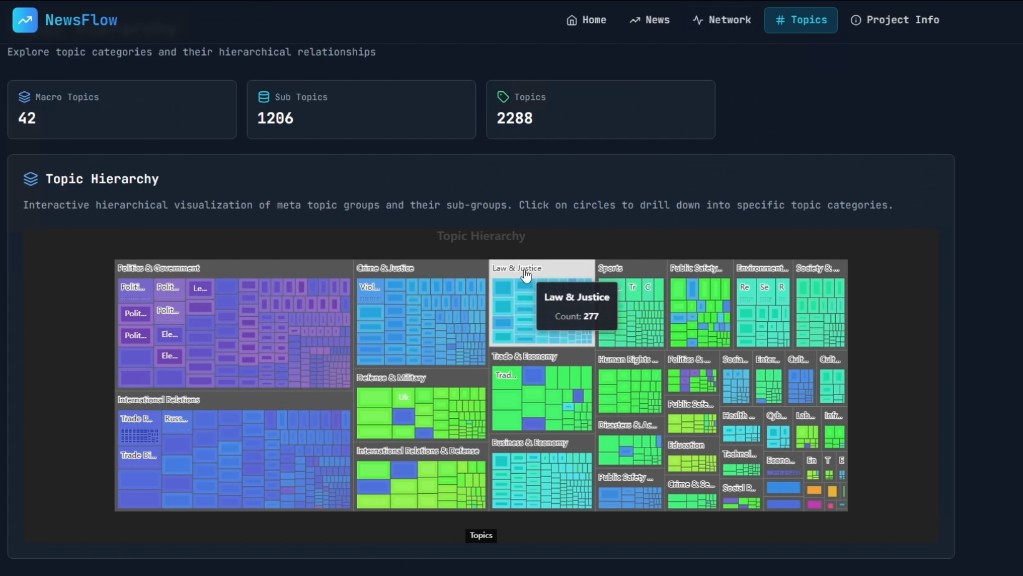 NewsFlow
Home
News
Network
# Topics
Project Info
Explore topic categories and their hierarchical relationships
Macro Topics
42
Sub Topics
1206
Topics
2288
Topic Hierarchy
Interactive hierarchical visualization of meta topic groups and their sub-groups. Click on circles to drill down into specific topic categories.
Topic Hierarchy
Politics & Government
Politi...
Polit...
Le...
Polit...
Polit...
Polit...
Ele...
Ele...
International Relations
Trade R...
Russ...
Trade Di...
Crime & Justice
Viol...
Defense & Military
Uk
International Relations & Defense
Law & Justice
Law & Justice
Count: 277
Trade & Economy
Trad...
Business & Economy
Sports
Tr
C
Public Safety...
Environment...
Re
Se
R
Society & ...
Human Rights ...
Politics & ...
Socia...
Enter...
Cult...
Cult...
Public Safe...
Disasters & Ac...
Education
Health ...
Cyb...
Lab...
Infr...
Technol...
Econo...
En
T
E
Public Safety ...
Crime & Se...
Social R...
Topics